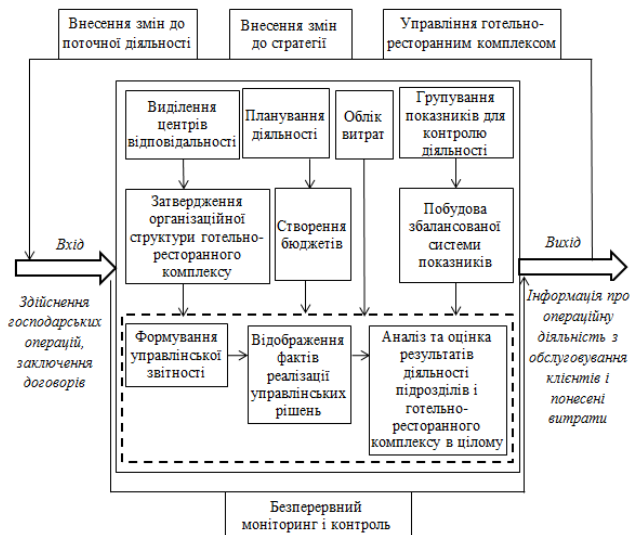 Внесення змін до
поточної діяльності
Внесення змін
до стратегії
Управління готельно-
ресторанним комплексом
Виділення
центрів
відповідальності
Планування
діяльності
Облік
витрат
Групування
показників для
контролю
діяльності
Затвердження
організаційної
структури готельно-
ресторанного
комплексу
Створення
бюджетів
Побудова
збалансованої
системи
показників
Вхід
Здійснення
господарських
операцій,
заключення
договорів
Вихід
Інформація про
операційну
діяльність з
обслуговування
клієнтів і
понесені
витрати
Формування
управлінської
звітності
Відображення
фактів
реалізації
управлінських
рішень
Аналіз та оцінка
результатів
діяльності
підрозділів і
готельно-
ресторанного
комплексу в цілому
Безперервний
моніторинг і контроль